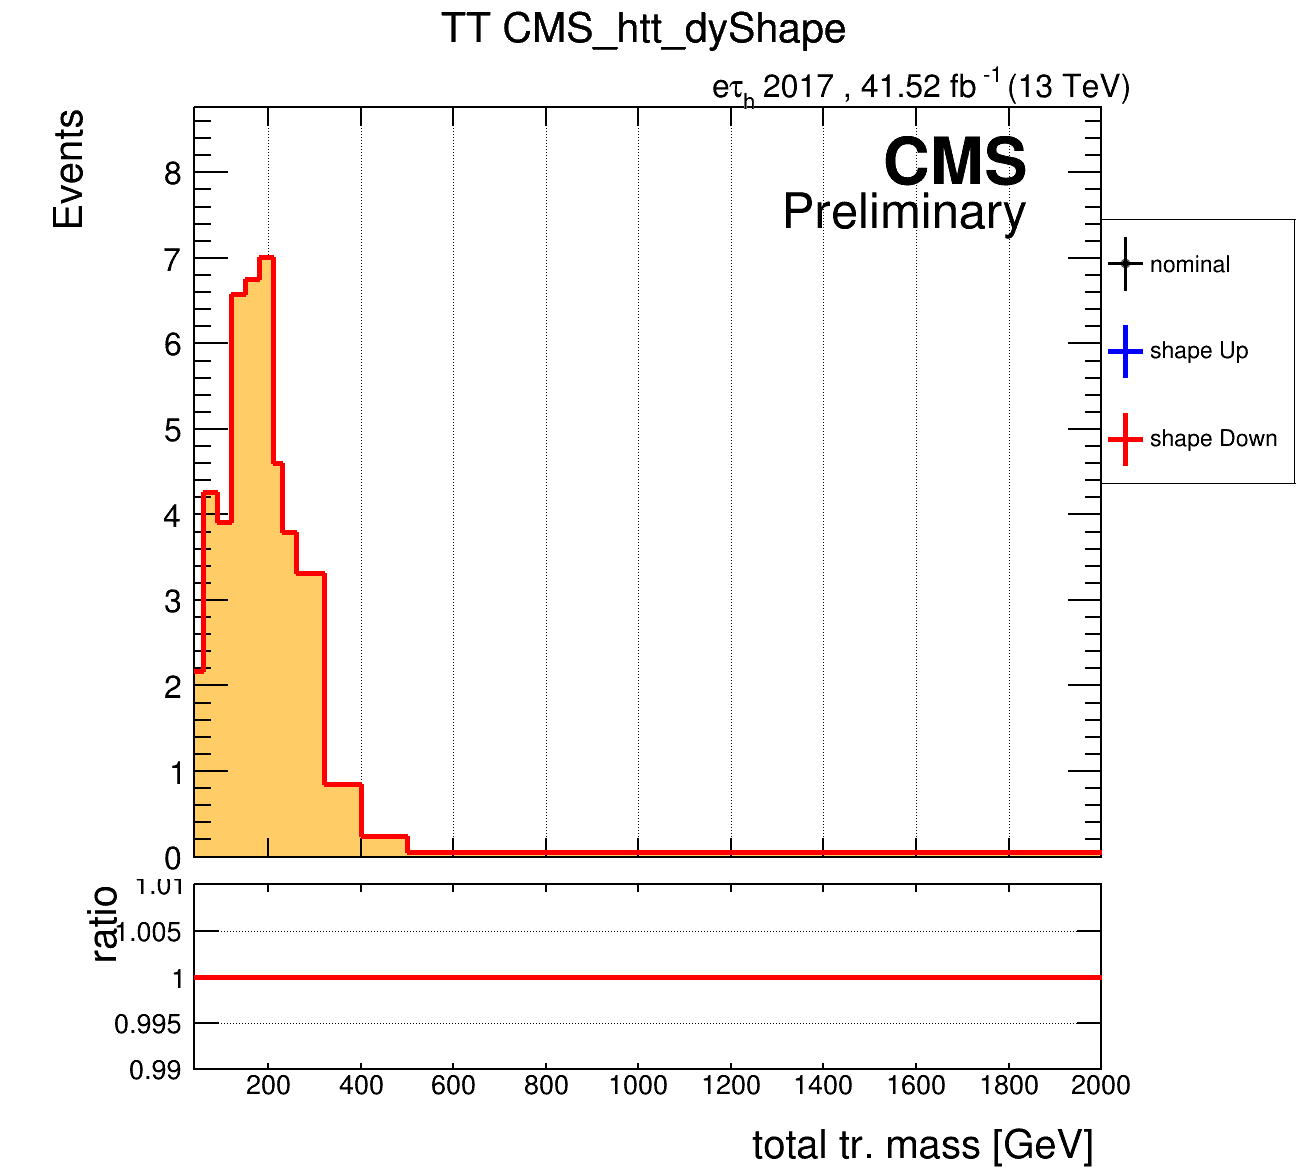 TT CMS_htt_dyShape
eτh 2017 , 41.52 fb -1 (13 TeV)
Events
CMS
Preliminary
8
7
6
5
4
3
2
1
0
nominal
shape Up
shape Down
ratio
1.01
1.005
1
0.995
0.99
200 400 600 800 1000 1200 1400 1600 1800 2000
total tr. mass [GeV]